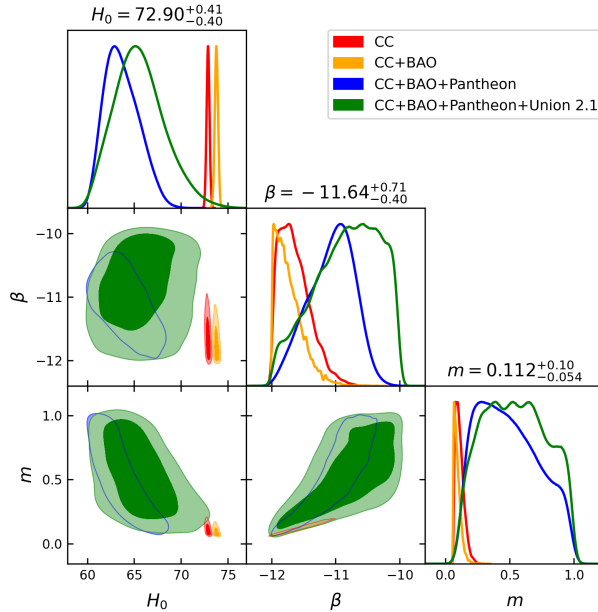 H₀ = 72.90⁺⁰·⁴¹₋₀.₄₀
CC
CC+BAO
CC+BAO+Pantheon
CC+BAO+Pantheon+Union 2.1
β = −11.64⁺⁰·⁷¹₋₀.₄₀
−10
−11
−12
β
m = 0.112⁺⁰·¹⁰₋₀.₀₅₄
1.0
0.5
0.0
m
60 65 70 75
−12 −11 −10
0.0 0.5 1.0
H₀ β m